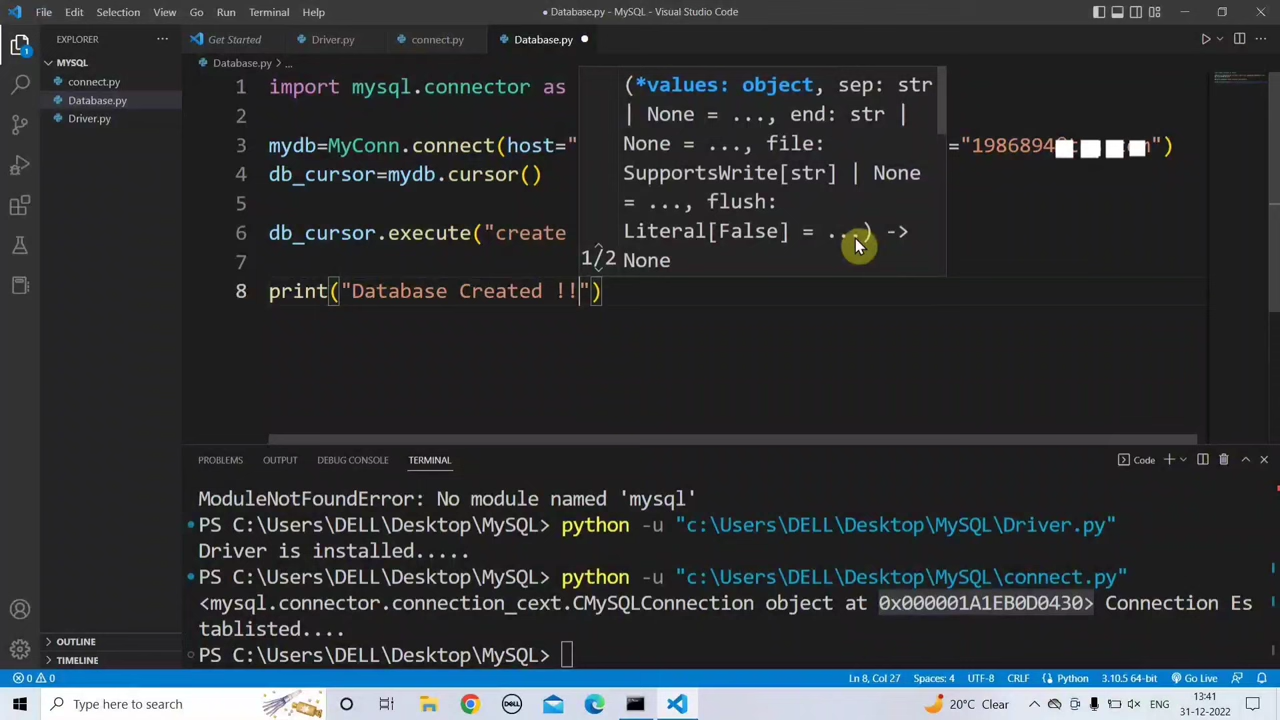 File Edit Selection View Go Run Terminal Help
● Database.py - MySQL - Visual Studio Code
EXPLORER
Get Started Driver.py connect.py Database.py
MYSQL
connect.py
Database.py
Driver.py
Database.py > ...
1 import mysql.connector as
2
3 mydb=MyConn.connect(host=" ="1986894 ")
4 db_cursor=mydb.cursor()
5
6 db_cursor.execute("create
7
8 print("Database Created !!")
(*values: object, sep: str
| None = ..., end: str |
None = ..., file:
SupportsWrite[str] | None
= ..., flush:
Literal[False] = ...) ->
1/2 None
PROBLEMS OUTPUT DEBUG CONSOLE TERMINAL
Code
ModuleNotFoundError: No module named 'mysql'
PS C:\Users\DELL\Desktop\MySQL> python -u "c:\Users\DELL\Desktop\MySQL\Driver.py"
Driver is installed.....
PS C:\Users\DELL\Desktop\MySQL> python -u "c:\Users\DELL\Desktop\MySQL\connect.py"
<mysql.connector.connection_cext.CMySQLConnection object at 0x000001A1EB0D0430> Connection Es
tablisted....
PS C:\Users\DELL\Desktop\MySQL>
OUTLINE
TIMELINE
0 0
Ln 8, Col 27 Spaces: 4 UTF-8 CRLF Python 3.10.5 64-bit Go Live
Type here to search
DELL
20°C Clear
ENG
13:41
31-12-2022